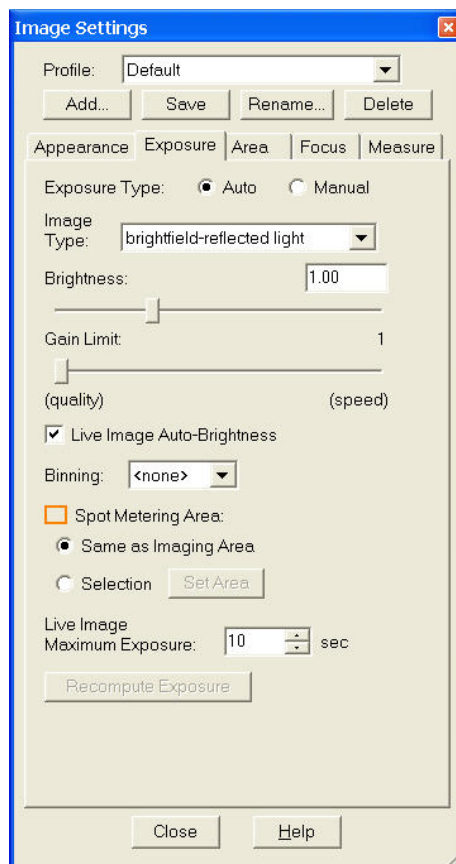 Image Settings
Profile: Default
Add... Save Rename... Delete
Appearance Exposure Area Focus Measure
Exposure Type: Auto Manual
Image
Type: brightfield-reflected light
Brightness: 1.00
Gain Limit: 1
(quality) (speed)
Live Image Auto-Brightness
Binning: <none>
Spot Metering Area:
Same as Imaging Area
Selection Set Area
Live Image
Maximum Exposure: 10 sec
Recompute Exposure
Close Help